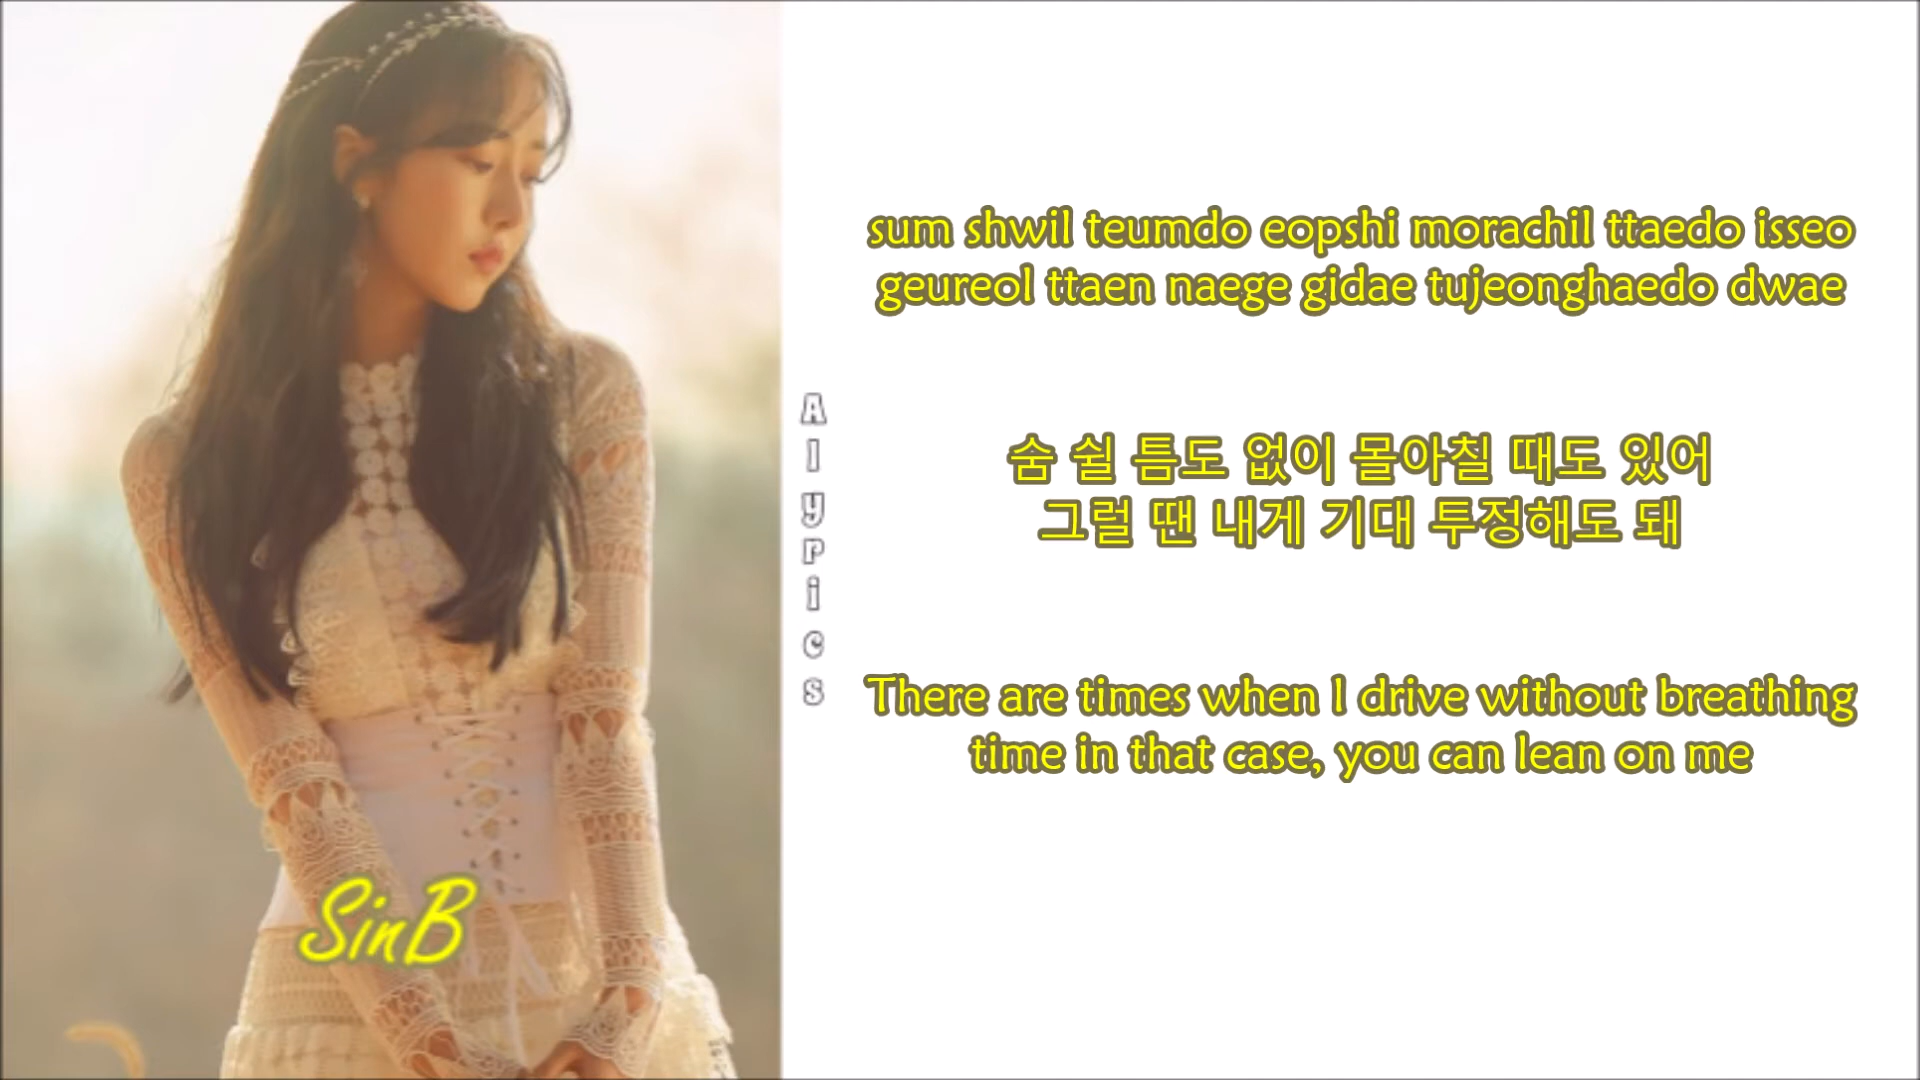 sum shwil teumdo eopshi morachil ttaedo isseo
geureol ttaen naege gidae tujeonghaedo dwae
숨 쉴 틈도 없이 몰아칠 때도 있어
그럴 땐 내게 기대 투정해도 돼
Alyrics
There are times when I drive without breathing
time in that case, you can lean on me
SinB